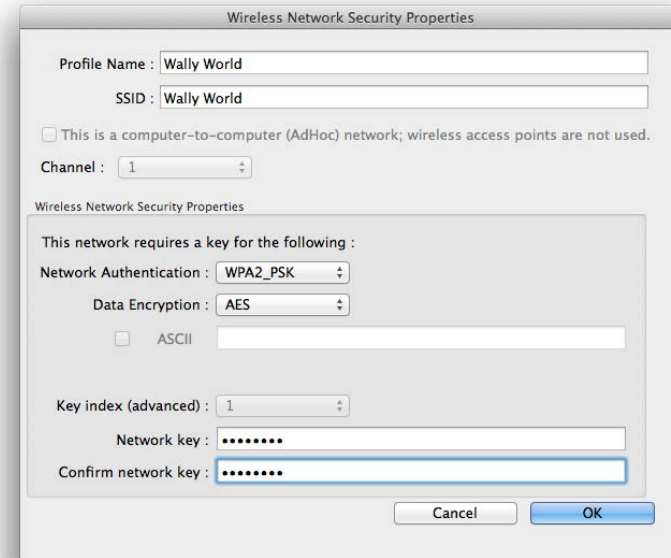 Wireless Network Security Properties
Profile Name : Wally World
SSID : Wally World
This is a computer-to-computer (AdHoc) network; wireless access points are not used.
Channel : 1
Wireless Network Security Properties
This network requires a key for the following :
Network Authentication : WPA2_PSK
Data Encryption : AES
ASCII
Key index (advanced) : 1
Network key : ••••••••
Confirm network key : ••••••••
Cancel OK